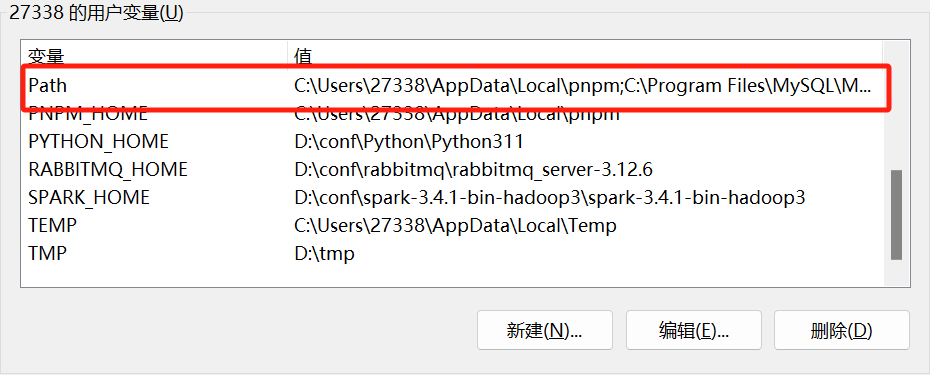 27338 的用户变量(U)
变量 值
Path C:\Users\27338\AppData\Local\pnpm;C:\Program Files\MySQL\M...
PNPM_HOME C:\Users\27338\AppData\Local\pnpm
PYTHON_HOME D:\conf\Python\Python311
RABBITMQ_HOME D:\conf\rabbitmq\rabbitmq_server-3.12.6
SPARK_HOME D:\conf\spark-3.4.1-bin-hadoop3\spark-3.4.1-bin-hadoop3
TEMP C:\Users\27338\AppData\Local\Temp
TMP D:\tmp
新建(N)... 编辑(E)... 删除(D)